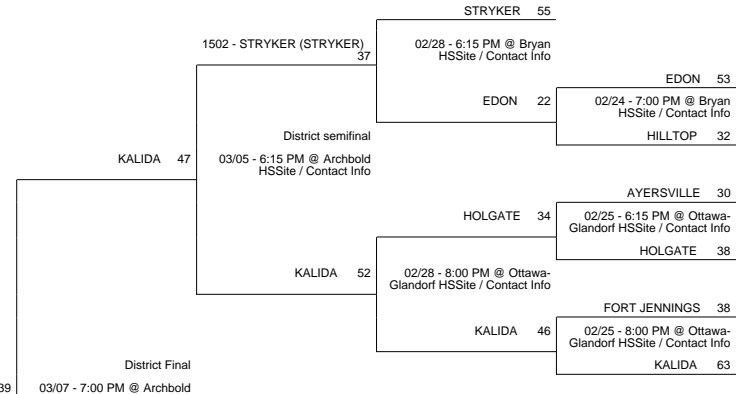 STRYKER 55
1502 - STRYKER (STRYKER)
37
02/28 - 6:15 PM @ Bryan
HSSite / Contact Info
EDON 53
EDON 22
02/24 - 7:00 PM @ Bryan
HSSite / Contact Info
HILLTOP 32
District semifinal
KALIDA 47
03/05 - 6:15 PM @ Archbold
HSSite / Contact Info
AYERSVILLE 30
HOLGATE 34
02/25 - 6:15 PM @ Ottawa-
Glandorf HSSite / Contact Info
HOLGATE 38
KALIDA 52
02/28 - 8:00 PM @ Ottawa-
Glandorf HSSite / Contact Info
FORT JENNINGS 38
KALIDA 46
02/25 - 8:00 PM @ Ottawa-
Glandorf HSSite / Contact Info
KALIDA 63
District Final
39
03/07 - 7:00 PM @ Archbold